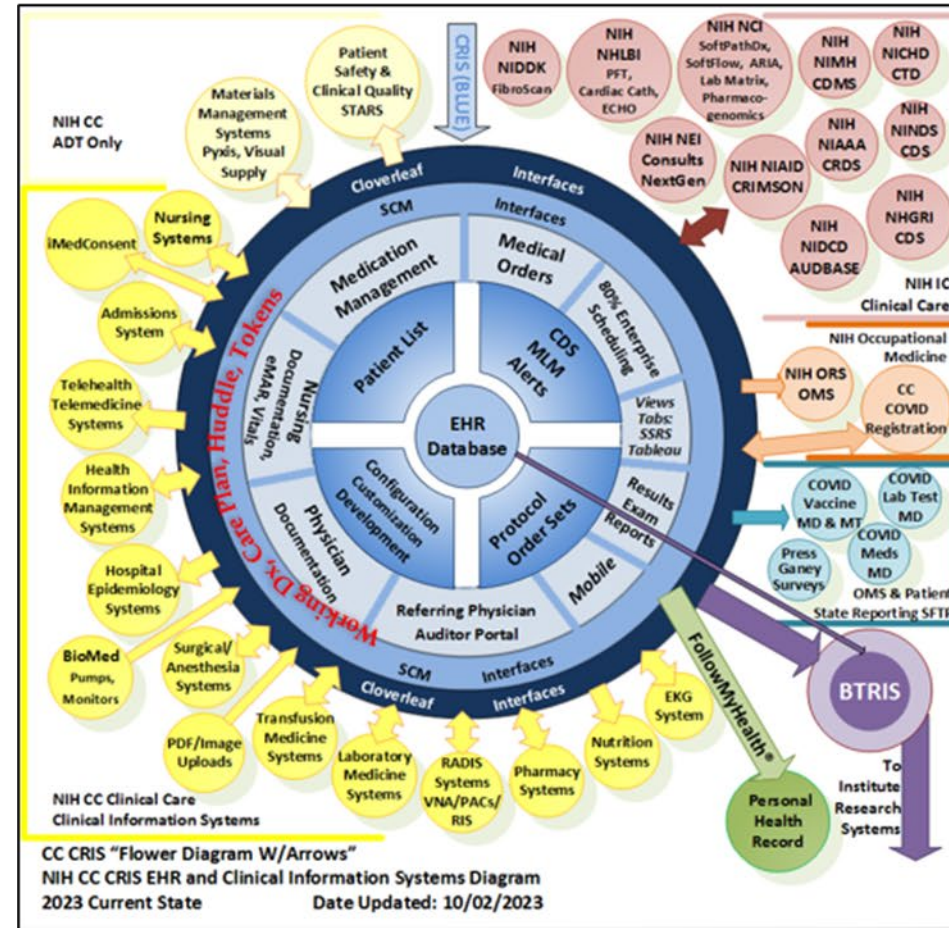 NIH CC
ADT Only
Materials
Management
Systems
Pyxis, Visual
Supply
Patient
Safety &
Clinical Quality
STARS
CRIS (BLUE)
NIH
NIDDK
FibroScan
NIH
NHLBI
PFT,
Cardiac Cath,
ECHO
NIH NCI
SoftPathDx,
SoftFlow, ARIA,
Lab Matrix,
Pharmaco-
genomics
NIH
NIMH
CDMS
NIH
NICHD
CTD
NIH NEI
Consults
NextGen
NIH NIAID
CRIMSON
NIH
NIAAA
CRDS
NIH
NINDS
CDS
NIH
NIDCD
AUDBASE
NIH
NHGRI
CDS
NIH IC
Clinical Care
iMedConsent
Nursing
Systems
Admissions
System
Telehealth
Telemedicine
Systems
Health
Information
Management
Systems
Hospital
Epidemiology
Systems
BioMed
Pumps,
Monitors
Surgical/
Anesthesia
Systems
PDF/Image
Uploads
Transfusion
Medicine
Systems
Laboratory
Medicine
Systems
RADIS
Systems
VNA/PACs/
RIS
Pharmacy
Systems
Nutrition
Systems
EKG
System
Cloverleaf
Interfaces
SCM
Interfaces
Working Dx, Care Plan, Huddle, Tokens
Medication
Management
Medical
Orders
80% Enterprise
Scheduling
Views
Tabs:
SSRS
Tableau
Results
Exam
Reports
Mobile
Referring Physician
Auditor Portal
Physician
Documentation
Nursing
Documentation,
eMAR, Vitals
Patient List
CDS
MLM
Alerts
EHR
Database
Configuration
Customization
Development
Protocol
Order Sets
SCM
Interfaces
Cloverleaf
Interfaces
NIH Occupational
Medicine
NIH ORS
OMS
CC
COVID
Registration
COVID
Vaccine
MD & MT
COVID
Lab Test
MD
Press
Ganey
Surveys
COVID
Meds
MD
OMS & Patient
State Reporting SFTP
BTRIS
To
Institute
Research
Systems
FollowMyHealth®
Personal
Health
Record
NIH CC Clinical Care
Clinical Information Systems
CC CRIS “Flower Diagram W/Arrows”
NIH CC CRIS EHR and Clinical Information Systems Diagram
2023 Current State Date Updated: 10/02/2023